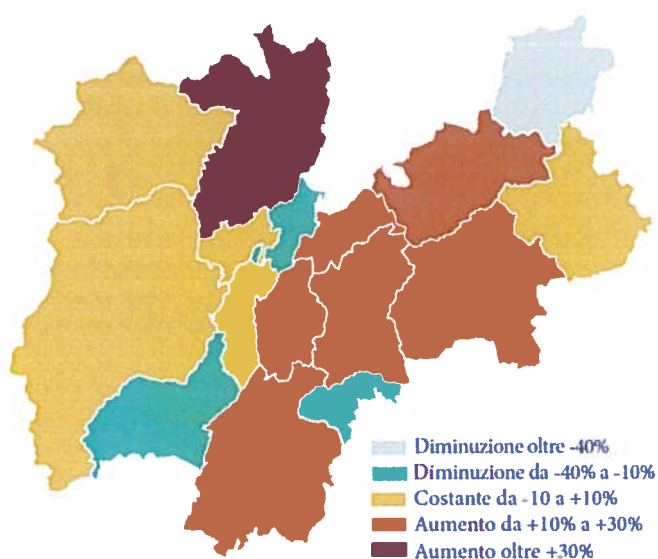 Diminuzione oltre -40%
Diminuzione da -40% a -10%
Costante da -10 a +10%
Aumento da +10% a +30%
Aumento oltre +30%